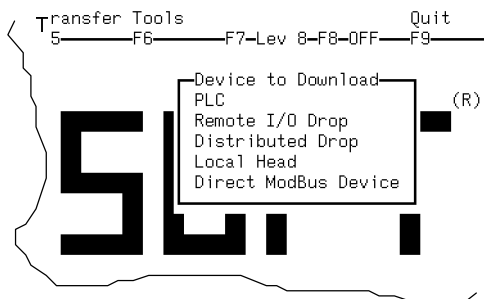 Transfer Tools Quit
5 F6 F7-Lev 8-F8-OFF F9
Device to Download
PLC (R)
Remote I/O Drop
Distributed Drop
Local Head
Direct ModBus Device